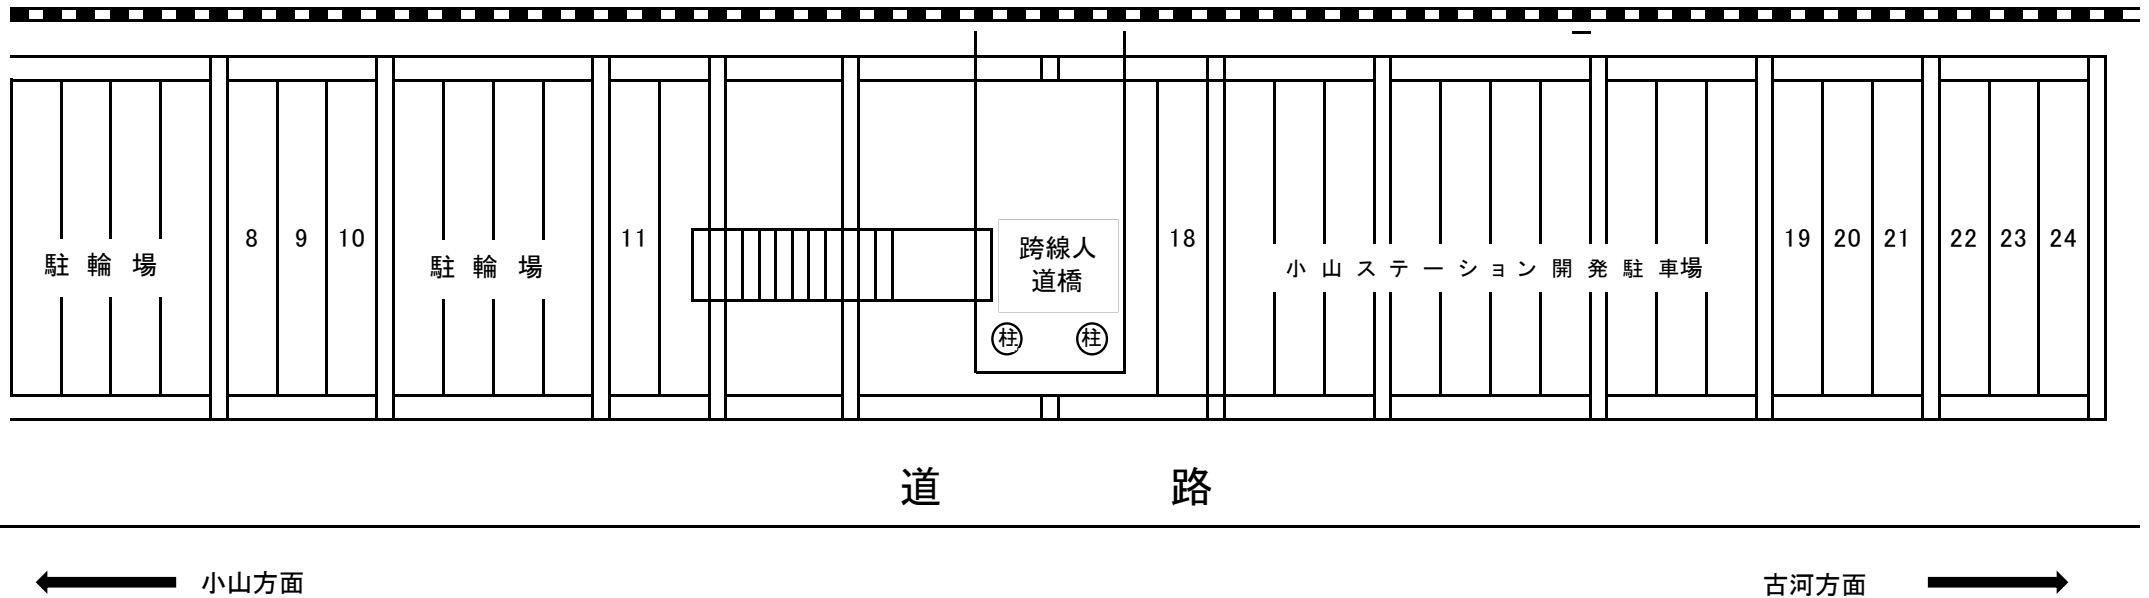 8 9 10 11 18 19 20 21 22 23 24
駐 輪 場
駐 輪 場
跨線人
道橋
小 山 ス テ ー シ ョ ン 開 発 駐 車場
柱 柱
道 路
小山方面
古河方面